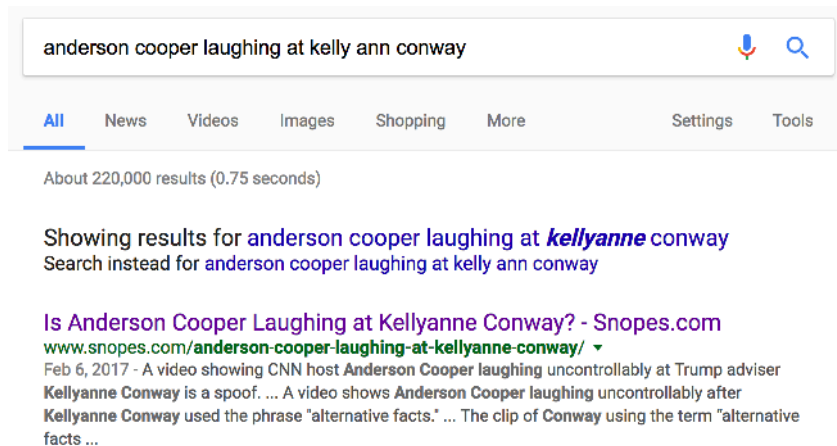 anderson cooper laughing at kelly ann conway
All News Videos Images Shopping More Settings Tools
About 220,000 results (0.75 seconds)
Showing results for anderson cooper laughing at kellyanne conway
Search instead for anderson cooper laughing at kelly ann conway
Is Anderson Cooper Laughing at Kellyanne Conway? - Snopes.com
www.snopes.com/anderson-cooper-laughing-at-kellyanne-conway/
Feb 6, 2017 - A video showing CNN host Anderson Cooper laughing uncontrollably at Trump adviser
Kellyanne Conway is a spoof. ... A video shows Anderson Cooper laughing uncontrollably after
Kellyanne Conway used the phrase "alternative facts." ... The clip of Conway using the term "alternative
facts ...